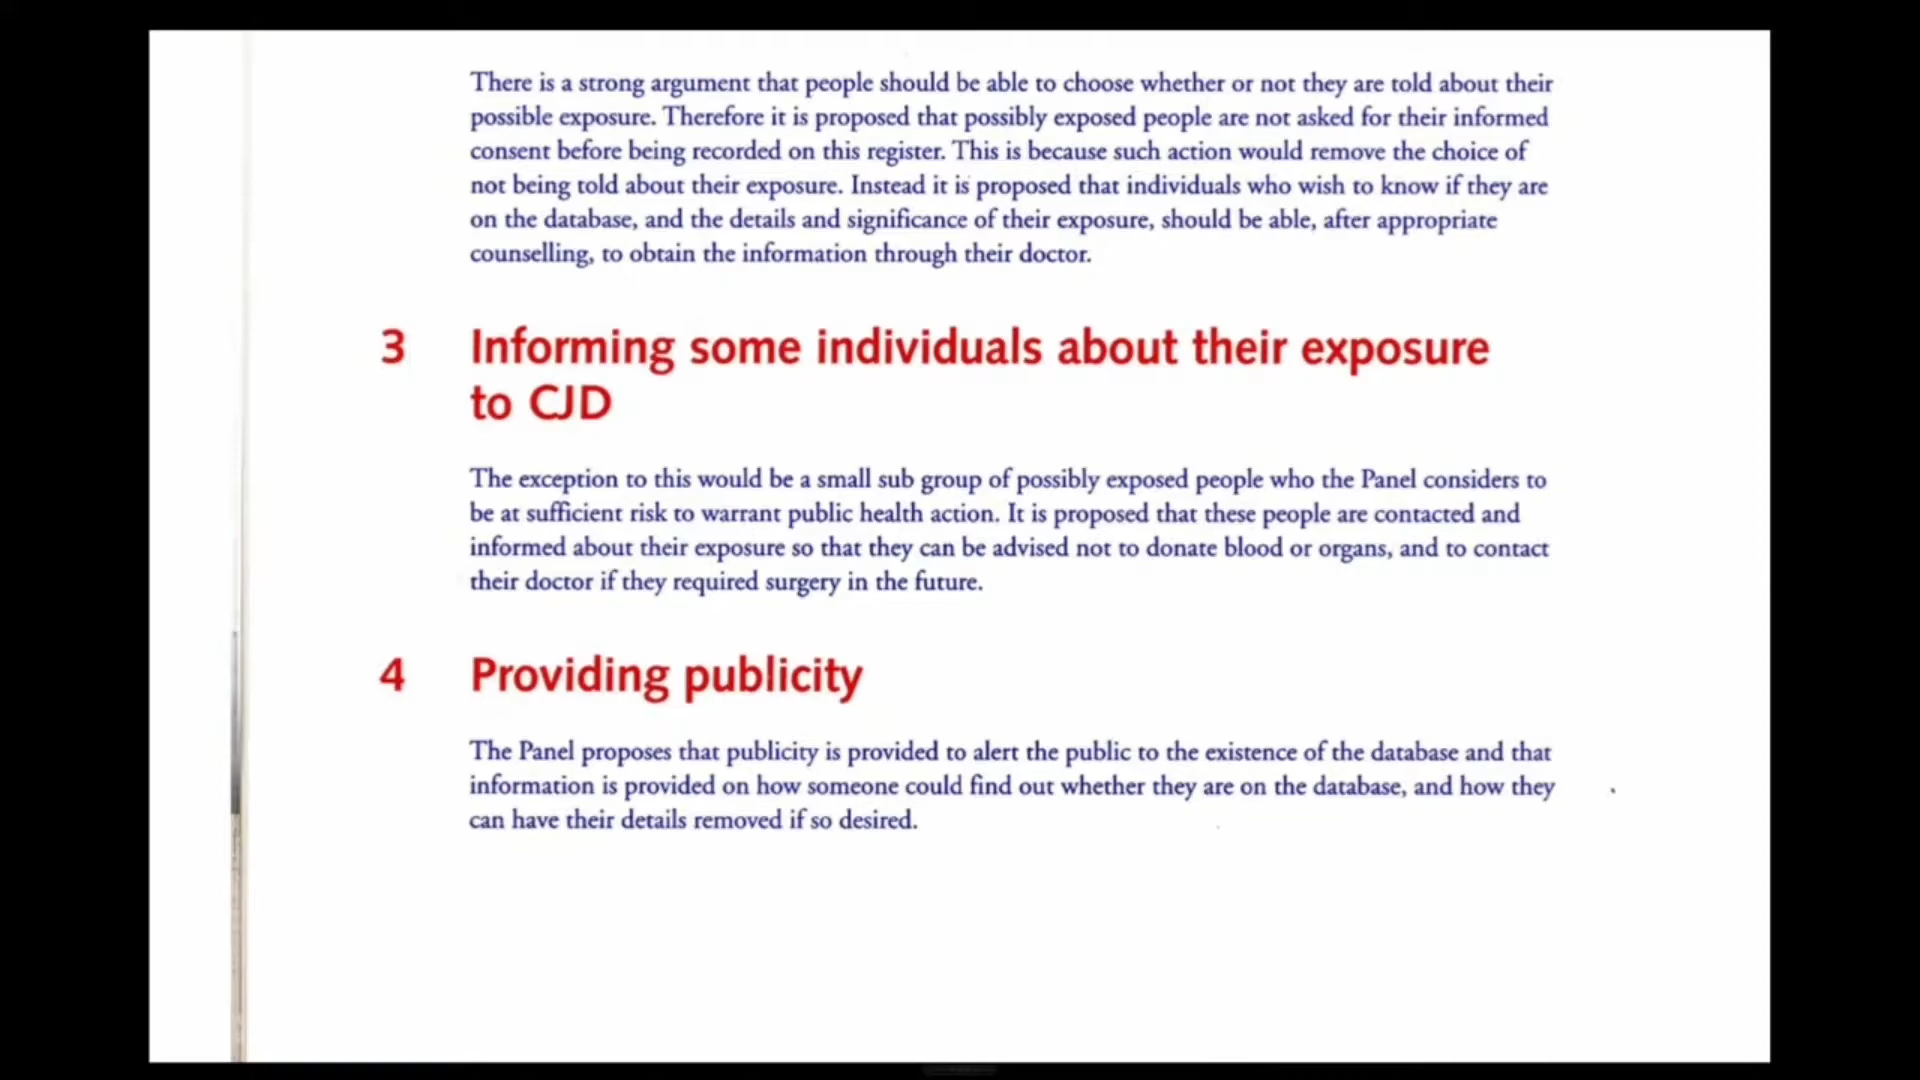 There is a strong argument that people should be able to choose whether or not they are told about their
possible exposure. Therefore it is proposed that possibly exposed people are not asked for their informed
consent before being recorded on this register. This is because such action would remove the choice of
not being told about their exposure. Instead it is proposed that individuals who wish to know if they are
on the database, and the details and significance of their exposure, should be able, after appropriate
counselling, to obtain the information through their doctor.
3 Informing some individuals about their exposure
to CJD
The exception to this would be a small sub group of possibly exposed people who the Panel considers to
be at sufficient risk to warrant public health action. It is proposed that these people are contacted and
informed about their exposure so that they can be advised not to donate blood or organs, and to contact
their doctor if they required surgery in the future.
4 Providing publicity
The Panel proposes that publicity is provided to alert the public to the existence of the database and that
information is provided on how someone could find out whether they are on the database, and how they
can have their details removed if so desired.